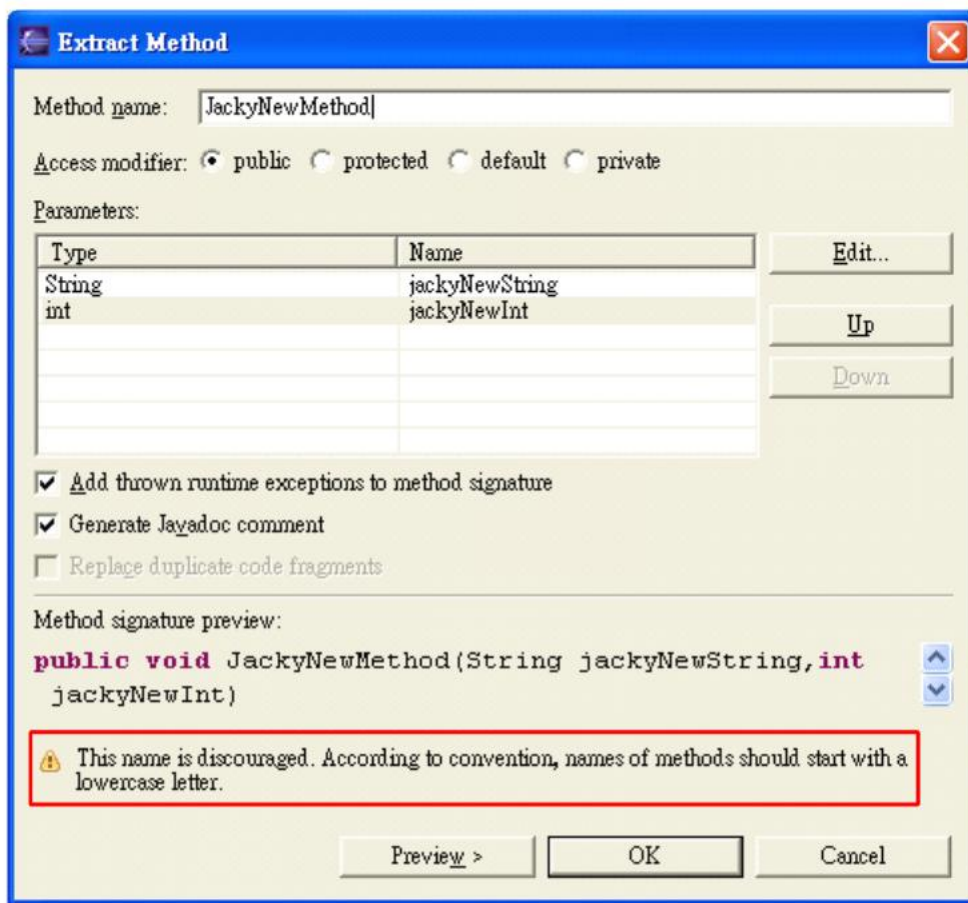 Extract Method
Method name: JackyNewMethod
Access modifier: public protected default private
Parameters:
Type Name
String jackyNewString
int jackyNewInt
Edit...
Up
Down
Add thrown runtime exceptions to method signature
Generate Javadoc comment
Replace duplicate code fragments
Method signature preview:
public void JackyNewMethod(String jackyNewString,int
jackyNewInt)
This name is discouraged. According to convention, names of methods should start with a
lowercase letter.
Preview > OK Cancel